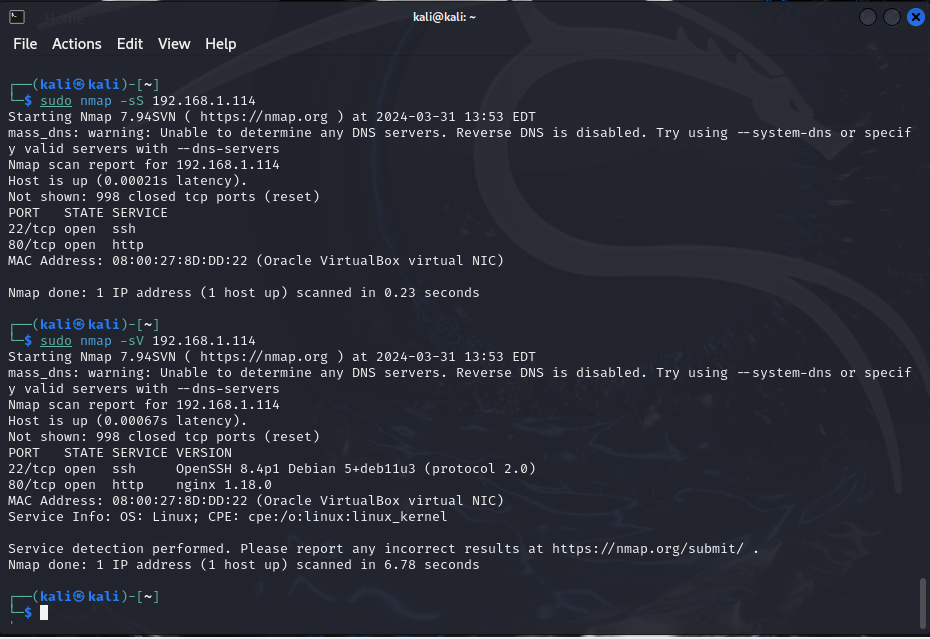 Home
kali@kali: ~
File Actions Edit View Help
┌──(kali㉿kali)-[~]
└─$ sudo nmap -sS 192.168.1.114
Starting Nmap 7.94SVN ( https://nmap.org ) at 2024-03-31 13:53 EDT
mass_dns: warning: Unable to determine any DNS servers. Reverse DNS is disabled. Try using --system-dns or specif
y valid servers with --dns-servers
Nmap scan report for 192.168.1.114
Host is up (0.00021s latency).
Not shown: 998 closed tcp ports (reset)
PORT   STATE SERVICE
22/tcp open  ssh
80/tcp open  http
MAC Address: 08:00:27:8D:DD:22 (Oracle VirtualBox virtual NIC)
Nmap done: 1 IP address (1 host up) scanned in 0.23 seconds
┌──(kali㉿kali)-[~]
└─$ sudo nmap -sV 192.168.1.114
Starting Nmap 7.94SVN ( https://nmap.org ) at 2024-03-31 13:53 EDT
mass_dns: warning: Unable to determine any DNS servers. Reverse DNS is disabled. Try using --system-dns or specif
y valid servers with --dns-servers
Nmap scan report for 192.168.1.114
Host is up (0.00067s latency).
Not shown: 998 closed tcp ports (reset)
PORT   STATE SERVICE VERSION
22/tcp open  ssh     OpenSSH 8.4p1 Debian 5+deb11u3 (protocol 2.0)
80/tcp open  http    nginx 1.18.0
MAC Address: 08:00:27:8D:DD:22 (Oracle VirtualBox virtual NIC)
Service Info: OS: Linux; CPE: cpe:/o:linux:linux_kernel
Service detection performed. Please report any incorrect results at https://nmap.org/submit/ .
Nmap done: 1 IP address (1 host up) scanned in 6.78 seconds
┌──(kali㉿kali)-[~]
└─$